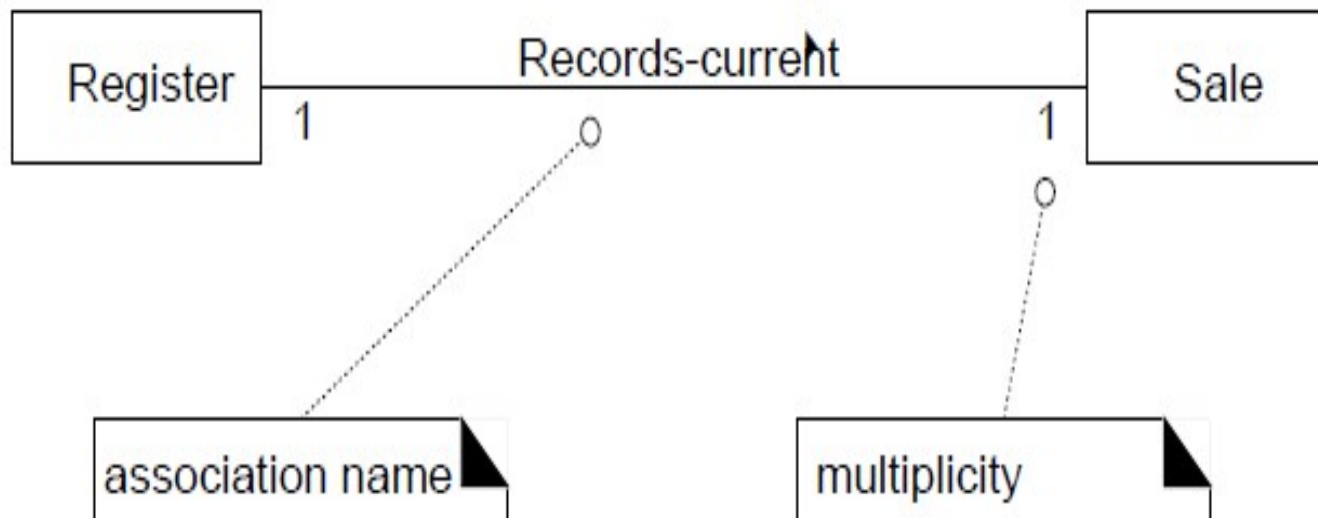 Records-current
Register
Sale
1
1
association name
multiplicity